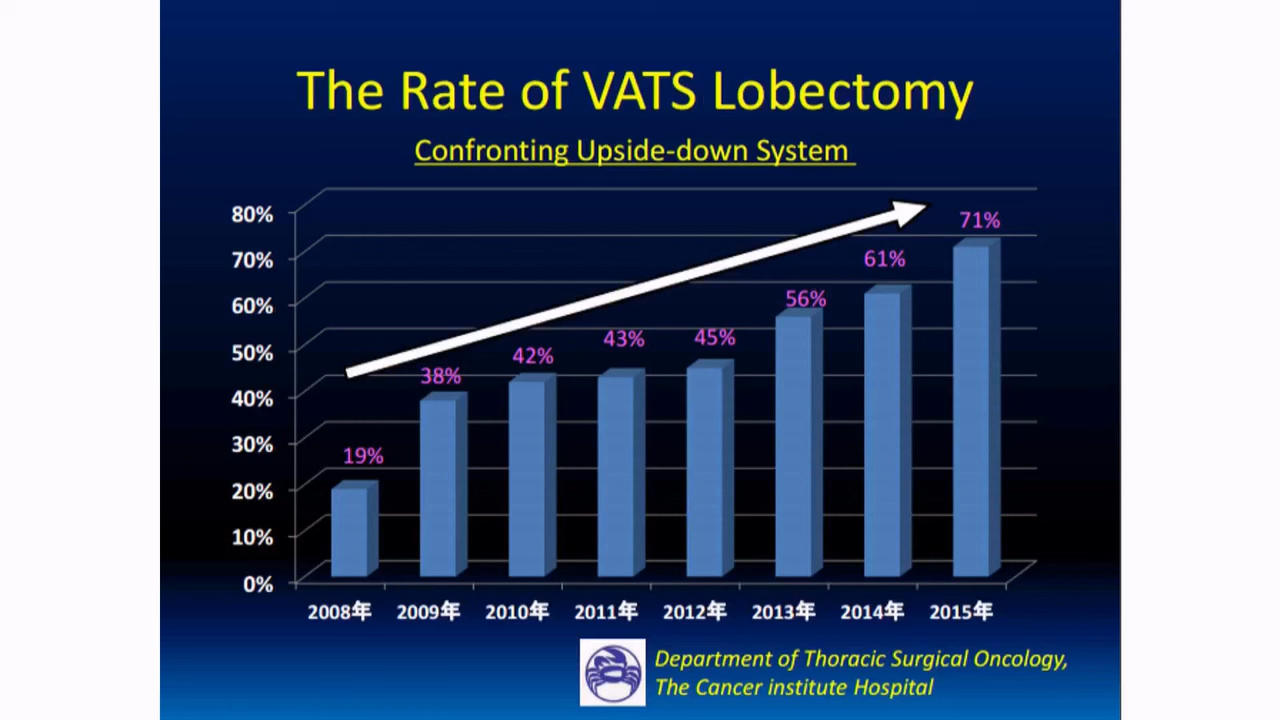 The Rate of VATS Lobectomy
Confronting Upside-down System
80%
70%
60%
50%
40%
30%
20%
10%
0%
19%
38%
42%
43%
45%
56%
61%
71%
2008年
2009年
2010年
2011年
2012年
2013年
2014年
2015年
Department of Thoracic Surgical Oncology,
The Cancer institute Hospital